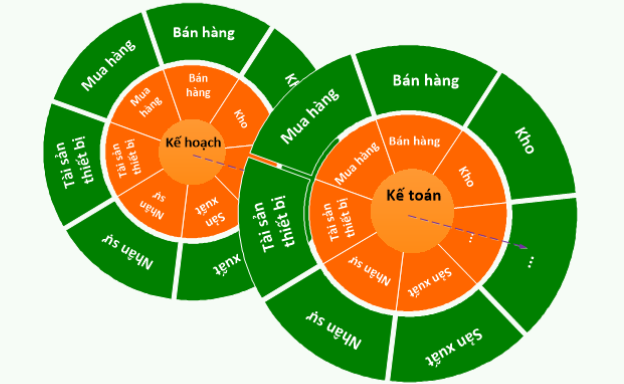 Bán hàng
Mua hàng
Tài sản
thiết bị
Nhân sự
xuất
Bán
hàng
Kho
Mua
hàng
Tài sản
thiết bị
Nhân
sự
Sản
xuất
Kế hoạch
Bán hàng
Kho
...
Sản xuất
Nhân sự
Tài sản
thiết bị
Mua hàng
Bán hàng
Kho
...
Sản xuất
Nhân sự
Tài sản
thiết bị
Mua hàng
Kế toán